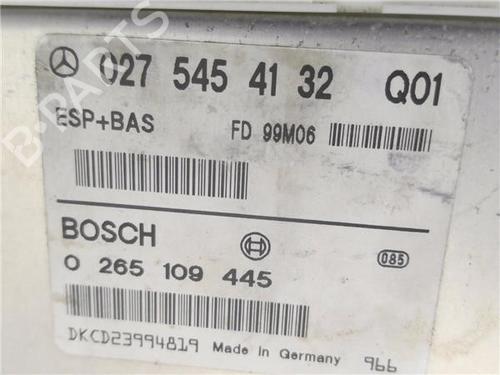 027 545 41 32 Q01
ESP+BAS FD 99M06
BOSCH 085
0 265 109 445
DKCD23994819 Made in Germany 966
B-PARTS